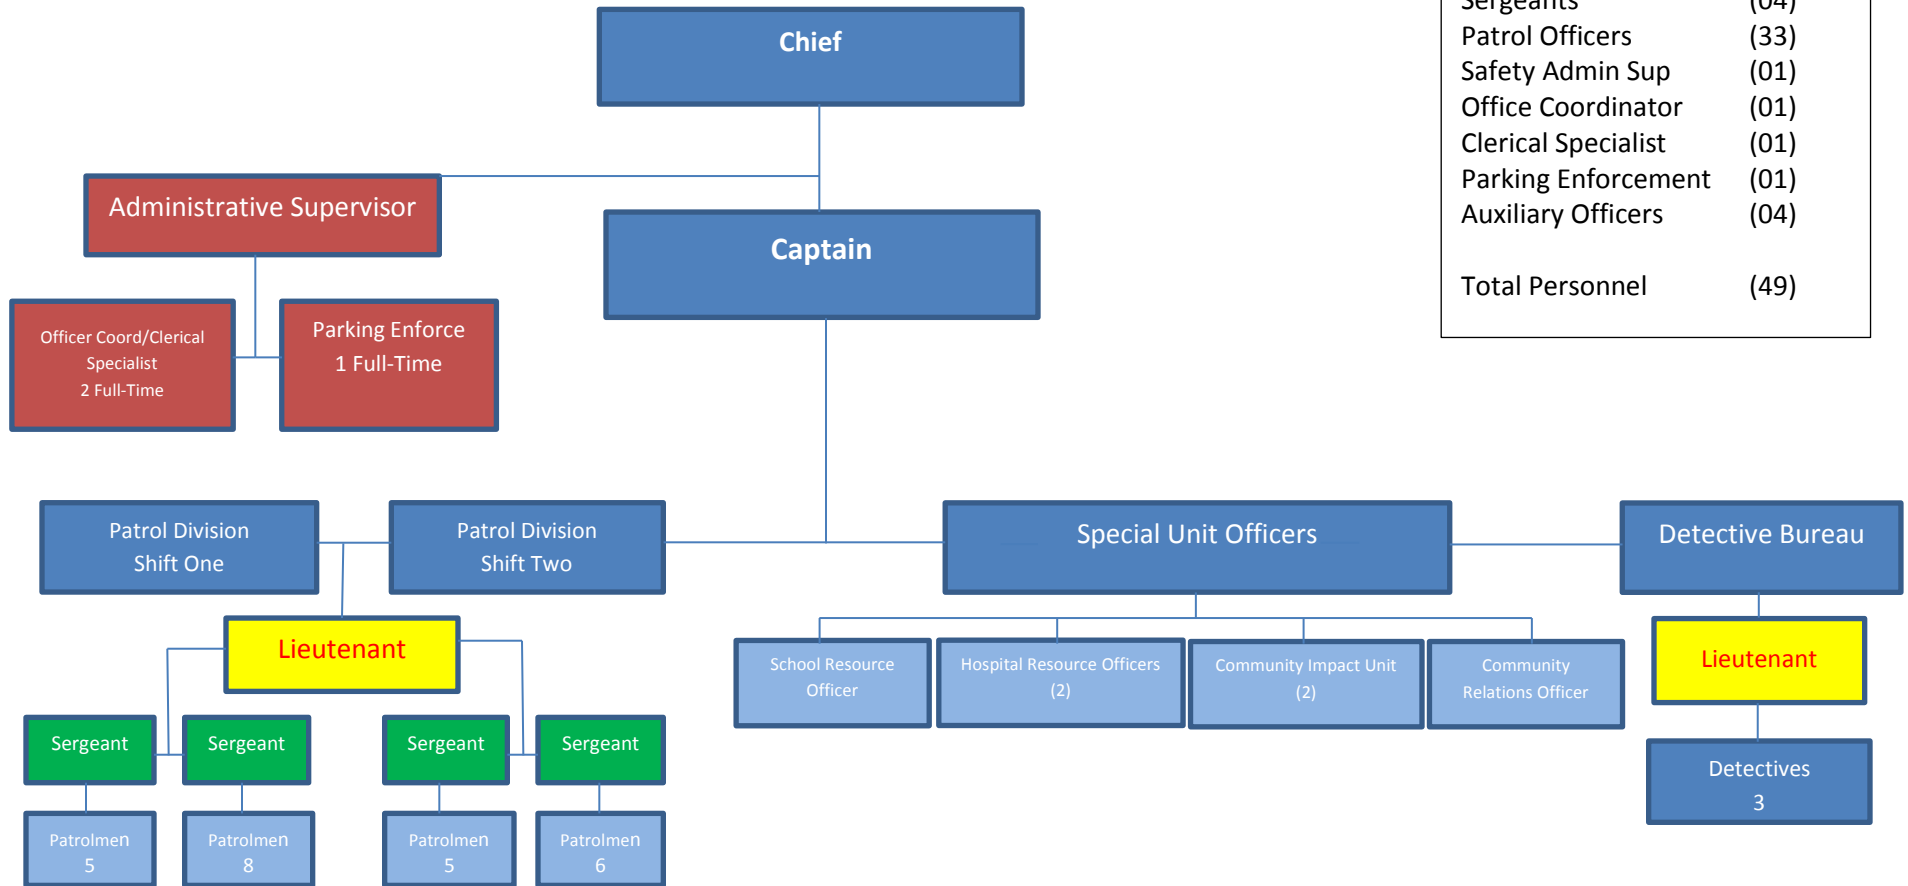 Chief
Sergeants (04)
Patrol Officers (33)
Safety Admin Sup (01)
Office Coordinator (01)
Clerical Specialist (01)
Parking Enforcement (01)
Auxiliary Officers (04)
Total Personnel (49)
Administrative Supervisor
Captain
Officer Coord/Clerical
Specialist
2 Full-Time
Parking Enforce
1 Full-Time
Patrol Division
Shift One
Patrol Division
Shift Two
Special Unit Officers
Detective Bureau
Lieutenant
School Resource
Officer
Hospital Resource Officers
(2)
Community Impact Unit
(2)
Community
Relations Officer
Lieutenant
Sergeant
Sergeant
Sergeant
Sergeant
Detectives
3
Patrolmen
5
Patrolmen
8
Patrolmen
5
Patrolmen
6